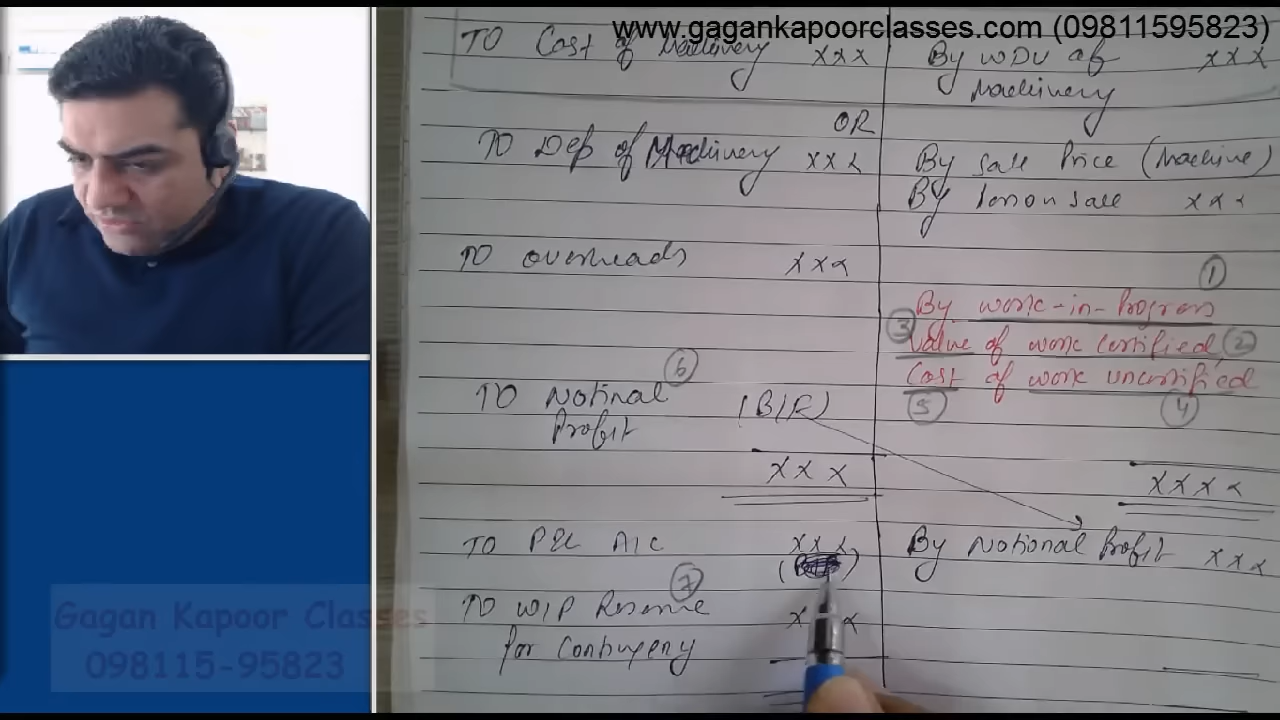 www.gagankapoorclasses.com (09811595823)
TO Cost of Machinery xxx
By WDV of xxx
Machinery
OR
TO Dep of Machinery xxx
By Sale Price (Machine)
By loss on Sale xxx
TO Overheads xxx
1
By work-in-Progress
3 Value of work certified, 2
Cost of work uncertified
5 4
6
TO Notinal (B/F)
Profit
xxx
xxxx
TO P&L A/C xxx
By Notional Profit xxx
7
TO WIP Reserve x x
for Contingency
Gagan Kapoor Classes
098115-95823